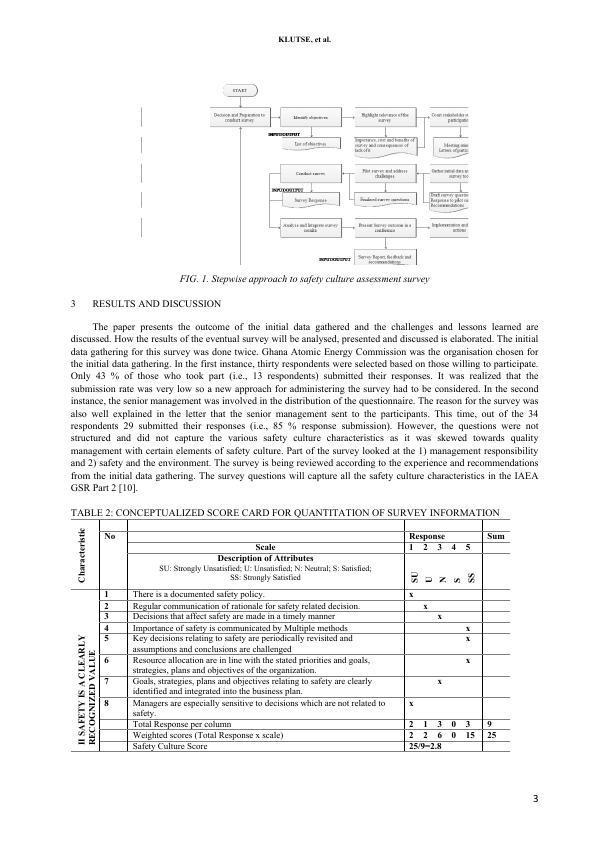 KLUTSE, et al.
START
Decision and Preparation to
conduct survey
Identify objectives
Highlight relevance of the
survey
Court stakeholder
participatio
INPUT/OUTPUT
List of objectives
Importance, cost and benefits of
survey and consequences of
lack of it
Meeting minu
Letters of partici
Conduct survey
Pilot survey and address
challenges
Gather initial data an
survey too
INPUT/OUTPUT
Survey Response
Finalized survey questions
Draft survey questio
Response to pilot su
Recommendations
Analyse and Integrate survey
results
Present Survey outcome in a
conference
Implementation and
actions
INPUT/OUTPUT
Survey Report, feedback and
recommendations
FIG. 1. Stepwise approach to safety culture assessment survey
3 RESULTS AND DISCUSSION
The paper presents the outcome of the initial data gathered and the challenges and lessons learned are
discussed. How the results of the eventual survey will be analysed, presented and discussed is elaborated. The initial
data gathering for this survey was done twice. Ghana Atomic Energy Commission was the organisation chosen for
the initial data gathering. In the first instance, thirty respondents were selected based on those willing to participate.
Only 43 % of those who took part (i.e., 13 respondents) submitted their responses. It was realized that the
submission rate was very low so a new approach for administering the survey had to be considered. In the second
instance, the senior management was involved in the distribution of the questionnaire. The reason for the survey was
also well explained in the letter that the senior management sent to the participants. This time, out of the 34
respondents 29 submitted their responses (i.e., 85 % response submission). However, the questions were not
structured and did not capture the various safety culture characteristics as it was skewed towards quality
management with certain elements of safety culture. Part of the survey looked at the 1) management responsibility
and 2) safety and the environment. The survey is being reviewed according to the experience and recommendations
from the initial data gathering. The survey questions will capture all the safety culture characteristics in the IAEA
GSR Part 2 [10].
TABLE 2: CONCEPTUALIZED SCORE CARD FOR QUANTITATION OF SURVEY INFORMATION
Characteristic
No Response Sum
Scale 1 2 3 4 5
Description of Attributes
SU: Strongly Unsatisfied; U: Unsatisfied; N: Neutral; S: Satisfied;
SS: Strongly Satisfied
SU U N S SS
II SAFETY IS A CLEARLY
RECOGNIZED VALUE
1 There is a documented safety policy. x
2 Regular communication of rationale for safety related decision. x
3 Decisions that affect safety are made in a timely manner x
4 Importance of safety is communicated by Multiple methods x
5 Key decisions relating to safety are periodically revisited and x
assumptions and conclusions are challenged
6 Resource allocation are in line with the stated priorities and goals, x
strategies, plans and objectives of the organization.
7 Goals, strategies, plans and objectives relating to safety are clearly x
identified and integrated into the business plan.
8 Managers are especially sensitive to decisions which are not related to x
safety.
Total Response per column 2 1 3 0 3 9
Weighted scores (Total Response x scale) 2 2 6 0 15 25
Safety Culture Score 25/9=2.8
3